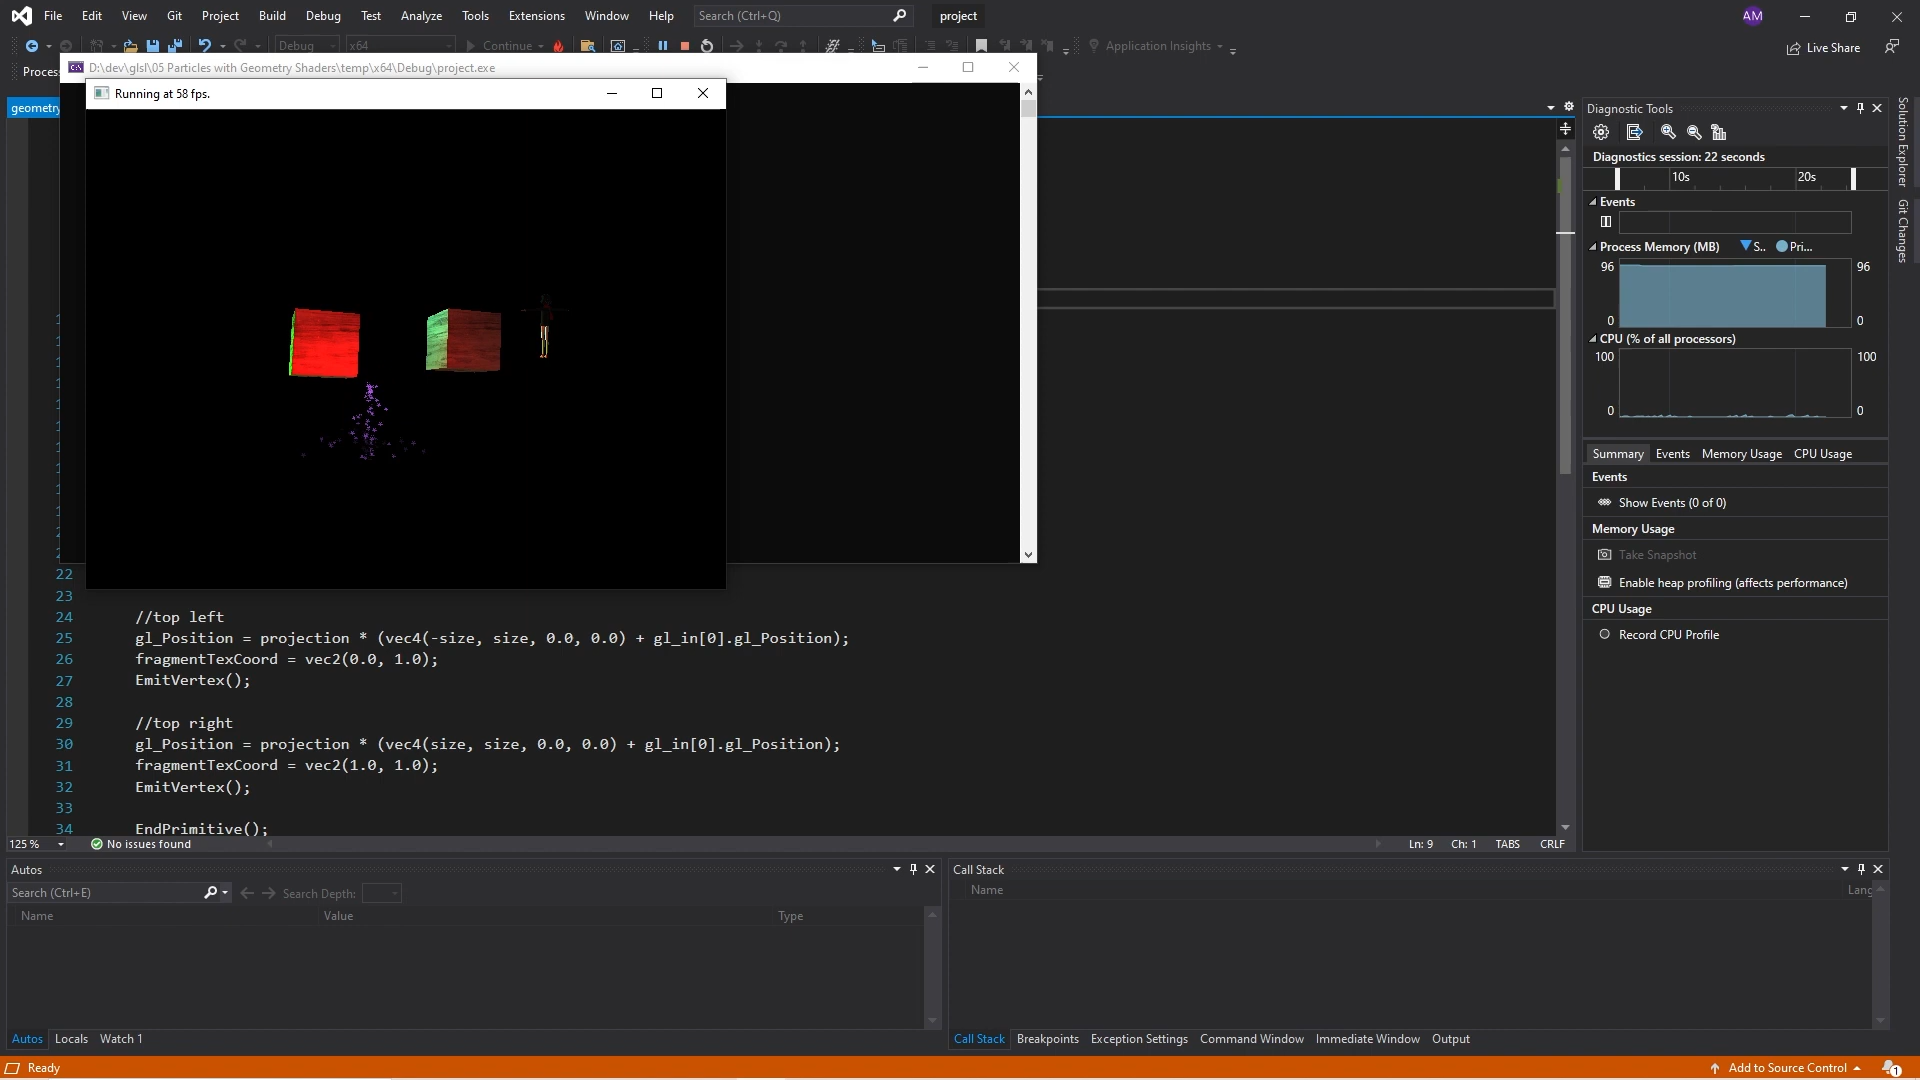 File Edit View Git Project Build Debug Test Analyze Tools Extensions Window Help Search (Ctrl+Q) project AM
Debug x64 Continue Application Insights Live Share
Process
D:\dev\glsl\05 Particles with Geometry Shaders\temp\x64\Debug\project.exe
Running at 58 fps.
geometry
22
23
24 //top left
25 gl_Position = projection * (vec4(-size, size, 0.0, 0.0) + gl_in[0].gl_Position);
26 fragmentTexCoord = vec2(0.0, 1.0);
27 EmitVertex();
28
29 //top right
30 gl_Position = projection * (vec4(size, size, 0.0, 0.0) + gl_in[0].gl_Position);
31 fragmentTexCoord = vec2(1.0, 1.0);
32 EmitVertex();
33
34 EndPrimitive();
125 % No issues found Ln: 9 Ch: 1 TABS CRLF
Diagnostic Tools
Diagnostics session: 22 seconds
10s 20s
Events
Process Memory (MB) S.. Pri...
96 96
0 0
CPU (% of all processors)
100 100
0 0
Summary Events Memory Usage CPU Usage
Events
Show Events (0 of 0)
Memory Usage
Take Snapshot
Enable heap profiling (affects performance)
CPU Usage
Record CPU Profile
Solution Explorer
Git Changes
Autos
Search (Ctrl+E) Search Depth:
Name Value Type
Autos Locals Watch 1
Call Stack
Name Lang
Call Stack Breakpoints Exception Settings Command Window Immediate Window Output
Ready Add to Source Control 1